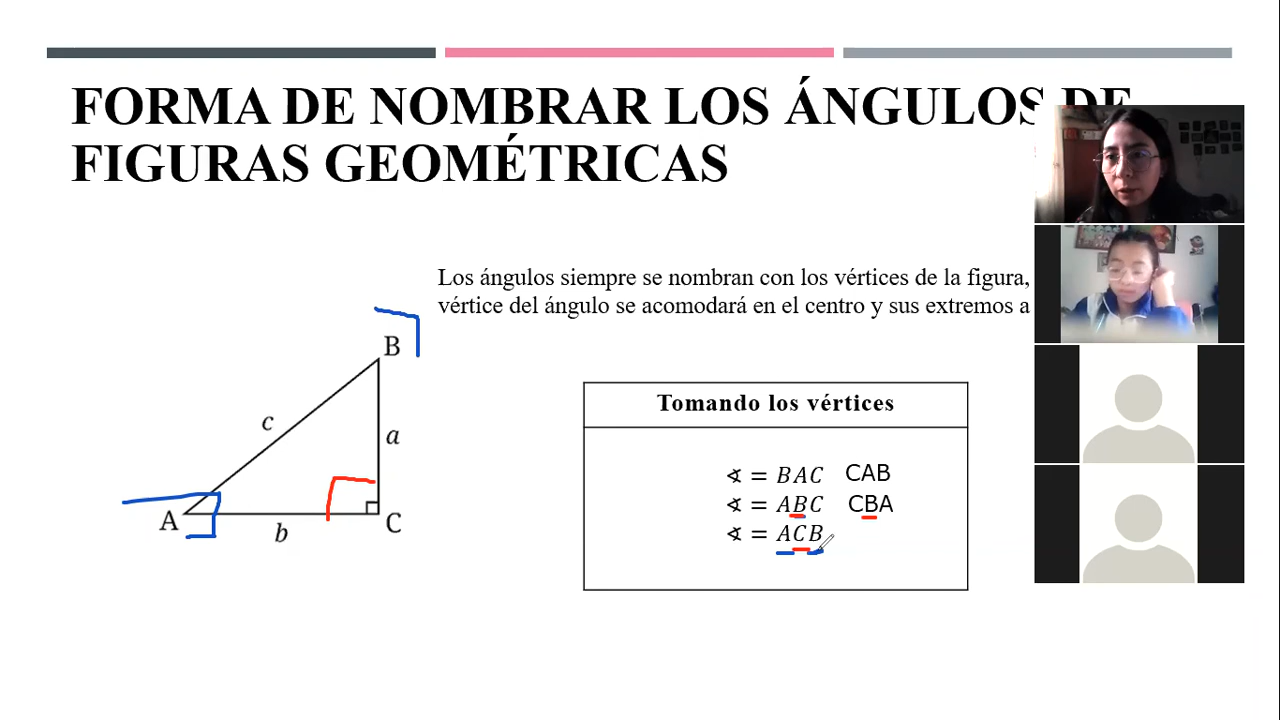 FORMA DE NOMBRAR LOS ÁNGULOS DE
FIGURAS GEOMÉTRICAS
Los ángulos siempre se nombran con los vértices de la figura,
vértice del ángulo se acomodará en el centro y sus extremos a
B
c
a
A
b
C
Tomando los vértices
∢ = BAC CAB
∢ = ABC CBA
∢ = ACB